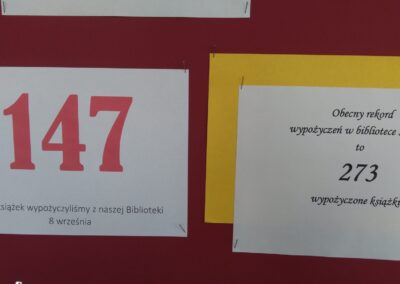 147
książek wypożyczyliśmy z naszej Biblioteki
8 września
Obecny rekord
wypożyczeń w bibliotece
to
273
wypożyczone książki